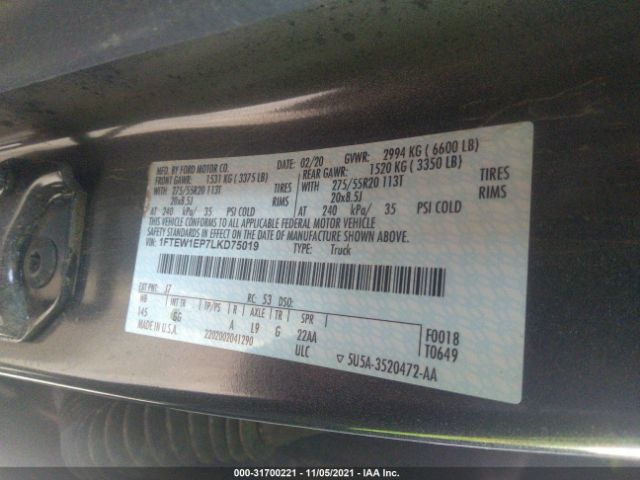 MFD. BY FORD MOTOR CO.
DATE: 02/20 GVWR: 2994 KG ( 6600 LB)
FRONT GAWR: 1531 KG ( 3375 LB) REAR GAWR: 1520 KG ( 3350 LB)
WITH 275/55R20 113T TIRES WITH 275/55R20 113T TIRES
20x8.5J RIMS 20x8.5J RIMS
AT 240 kPa/ 35 PSI COLD AT 240 kPa/ 35 PSI COLD
THIS VEHICLE CONFORMS TO ALL APPLICABLE FEDERAL MOTOR VEHICLE
SAFETY STANDARDS IN EFFECT ON THE DATE OF MANUFACTURE SHOWN ABOVE.
VIN: 1FTEW1EP7LKD75019 TYPE: Truck
EXT PNT: J7 RC: 53 DSO:
WB INT TR TP/PS R AXLE TR SPR
145 GG A L9 G 22AA F0018
MADE IN U.S.A. 2202002041290 ULC T0649
▽ 5U5A-3520472-AA
000-31700221 - 11/05/2021 - IAA Inc.